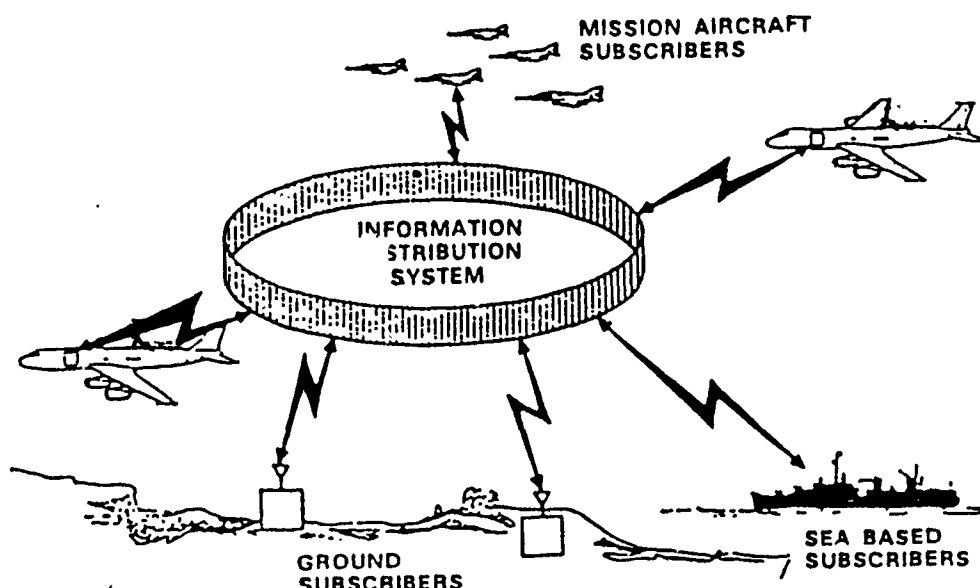 MISSION AIRCRAFT
SUBSCRIBERS
INFORMATION
STRIBUTION
SYSTEM
SEA BASED
SUBSCRIBERS
GROUND
SUBSCRIBERS